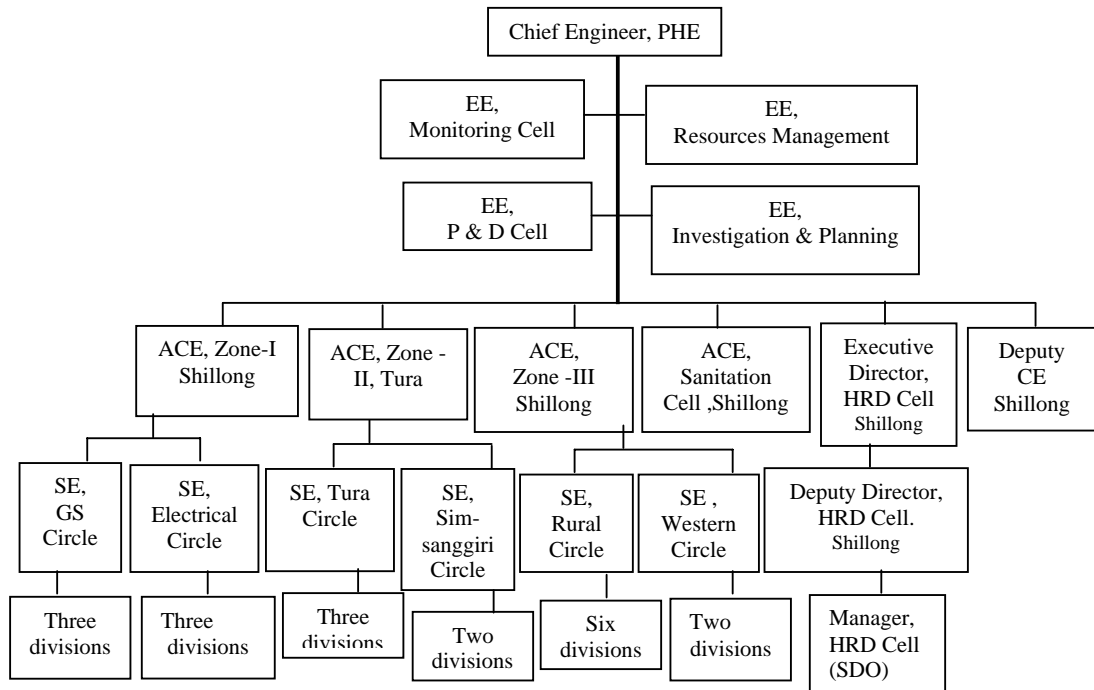 Chief Engineer, PHE
EE,
Monitoring Cell
EE,
Resources Management
EE,
P & D Cell
EE,
Investigation & Planning
ACE, Zone-I
Shillong
ACE, Zone -
II, Tura
ACE,
Zone -III
Shillong
ACE,
Sanitation
Cell ,Shillong
Executive
Director,
HRD Cell
Shillong
Deputy
CE
Shillong
SE,
GS
Circle
SE,
Electrical
Circle
SE, Tura
Circle
SE,
Sim-
sanggiri
Circle
SE,
Rural
Circle
SE ,
Western
Circle
Deputy Director,
HRD Cell.
Shillong
Three
divisions
Three
divisions
Three
divisions
Two
divisions
Six
divisions
Two
divisions
Manager,
HRD Cell
(SDO)